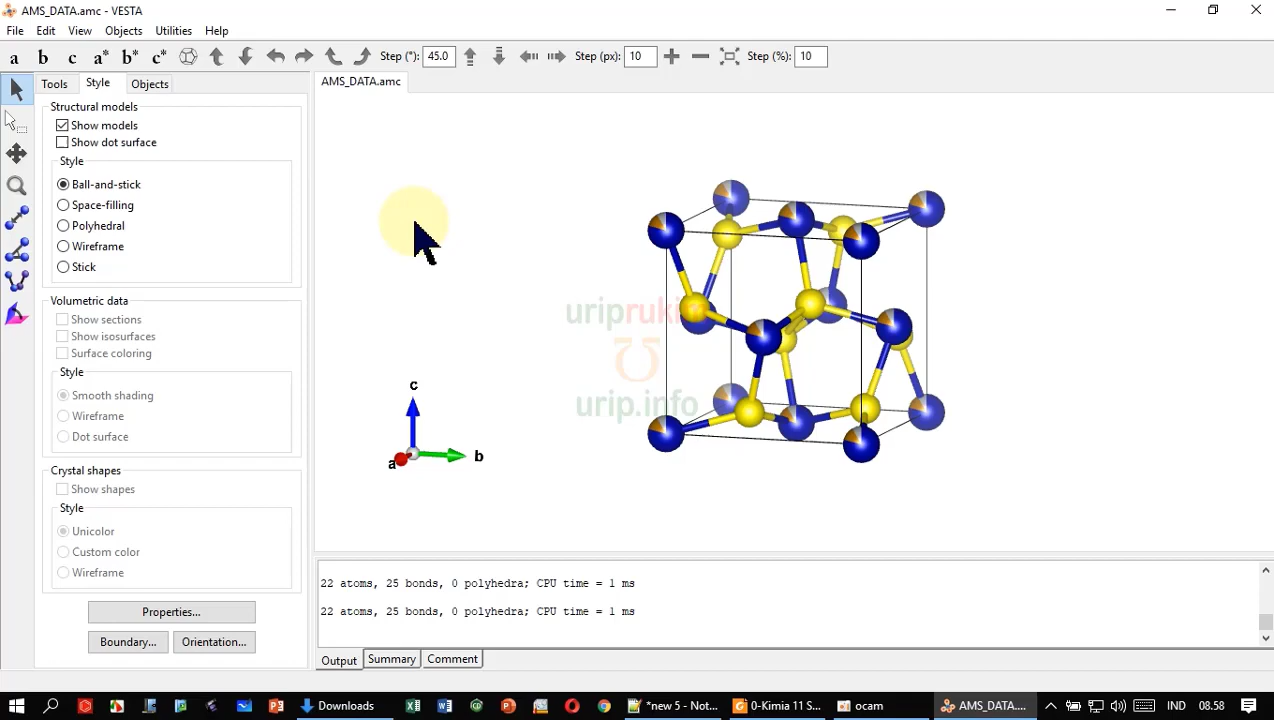 AMS_DATA.amc - VESTA
File Edit View Objects Utilities Help
a b c a* b* c* Step (°): 45.0 Step (px): 10 Step (%): 10
Tools Style Objects
AMS_DATA.amc
Structural models
Show models
Show dot surface
Style
Ball-and-stick
Space-filling
Polyhedral
Wireframe
Stick
Volumetric data
Show sections
Show isosurfaces
Surface coloring
Style
Smooth shading
Wireframe
Dot surface
Crystal shapes
Show shapes
Style
Unicolor
Custom color
Wireframe
Properties...
Boundary... Orientation...
c
a
b
urip.info
22 atoms, 25 bonds, 0 polyhedra; CPU time = 1 ms
22 atoms, 25 bonds, 0 polyhedra; CPU time = 1 ms
Output Summary Comment
Downloads *new 5 - Not... 0-Kimia 11 S... ocam AMS_DATA.... IND 08.58